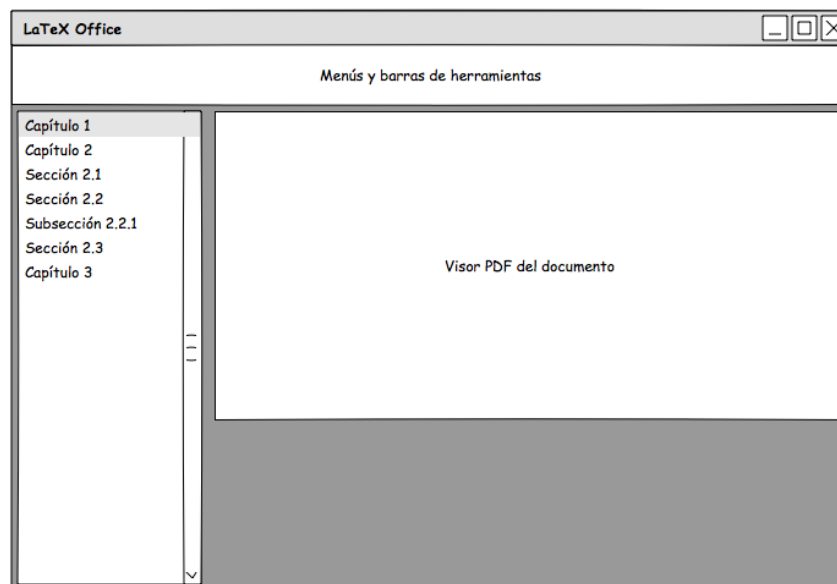 LaTeX Office
Menús y barras de herramientas
Capítulo 1
Capítulo 2
Sección 2.1
Sección 2.2
Subsección 2.2.1
Sección 2.3
Capítulo 3
Visor PDF del documento